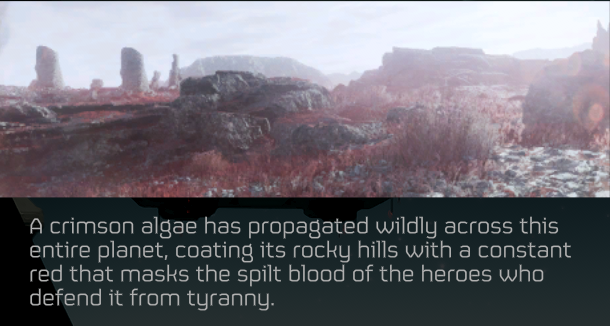 A crimson algae has propagated wildly across this
entire planet, coating its rocky hills with a constant
red that masks the spilt blood of the heroes who
defend it from tyranny.